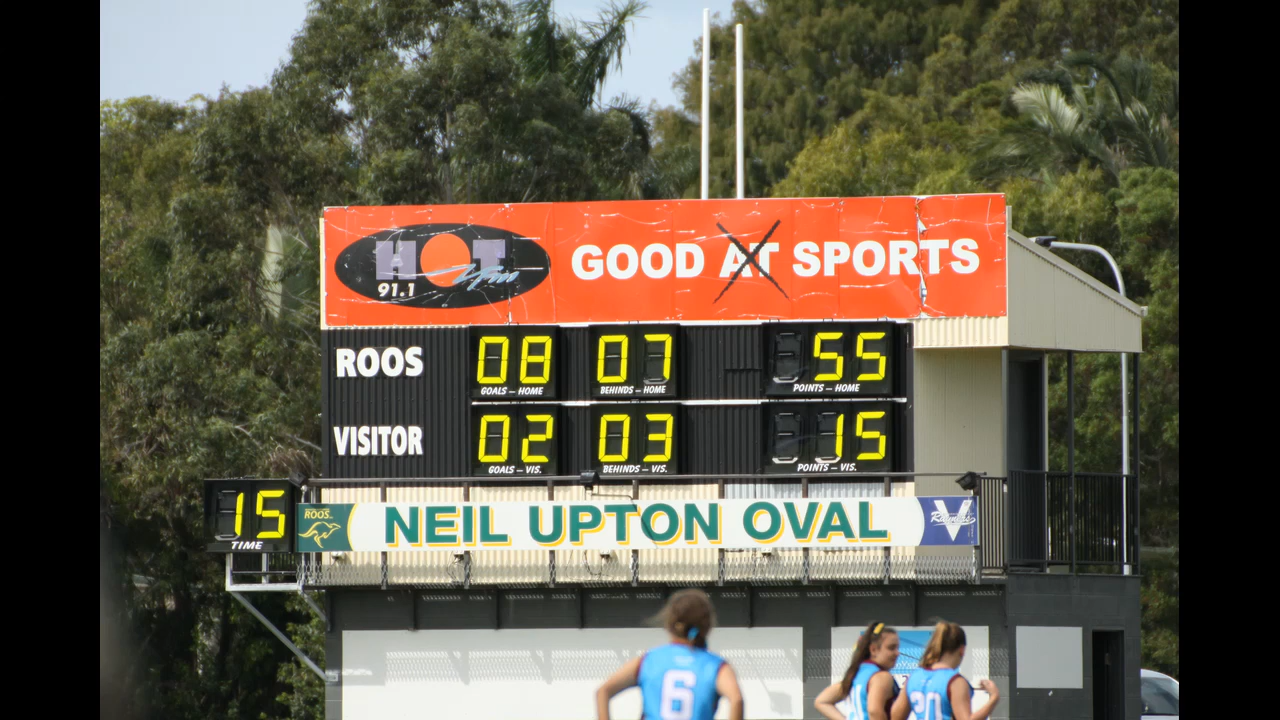 HOT
91.1
GOOD AT SPORTS
ROOS
08
07
55
GOALS – HOME
BEHINDS – HOME
POINTS – HOME
VISITOR
02
03
15
GOALS – VIS.
BEHINDS – VIS.
POINTS – VIS.
15
TIME
ROOS
NEIL UPTON OVAL
V
6
20